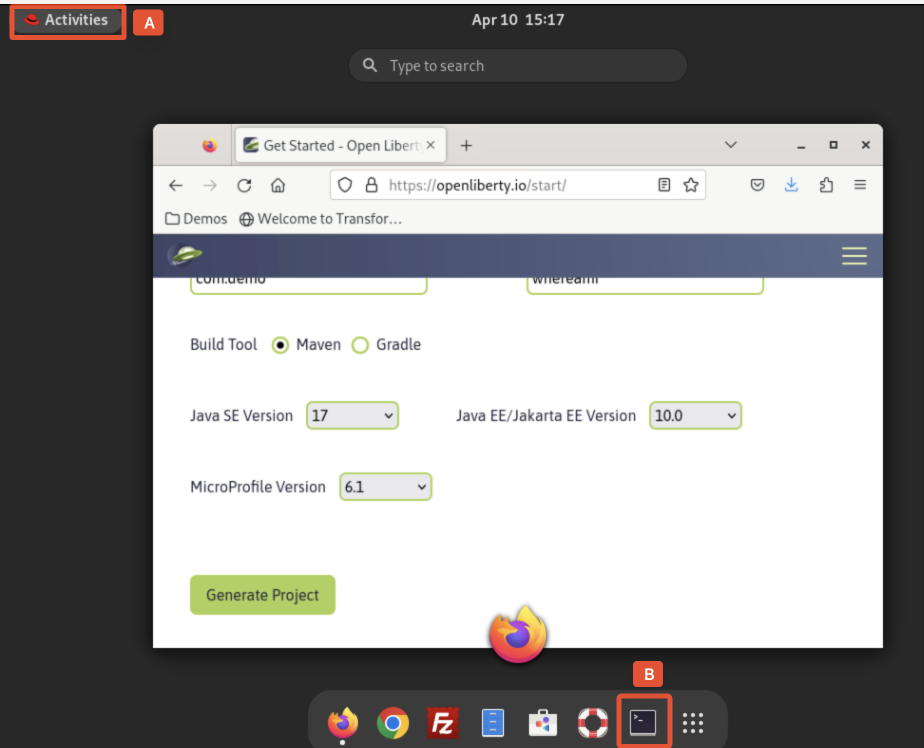 Activities
A
Apr 10 15:17
Type to search
Get Started - Open Libert
https://openliberty.io/start/
Demos
Welcome to Transfor...
com.demo
whereami
Build Tool
Maven
Gradle
Java SE Version
17
Java EE/Jakarta EE Version
10.0
MicroProfile Version
6.1
Generate Project
B
Fz